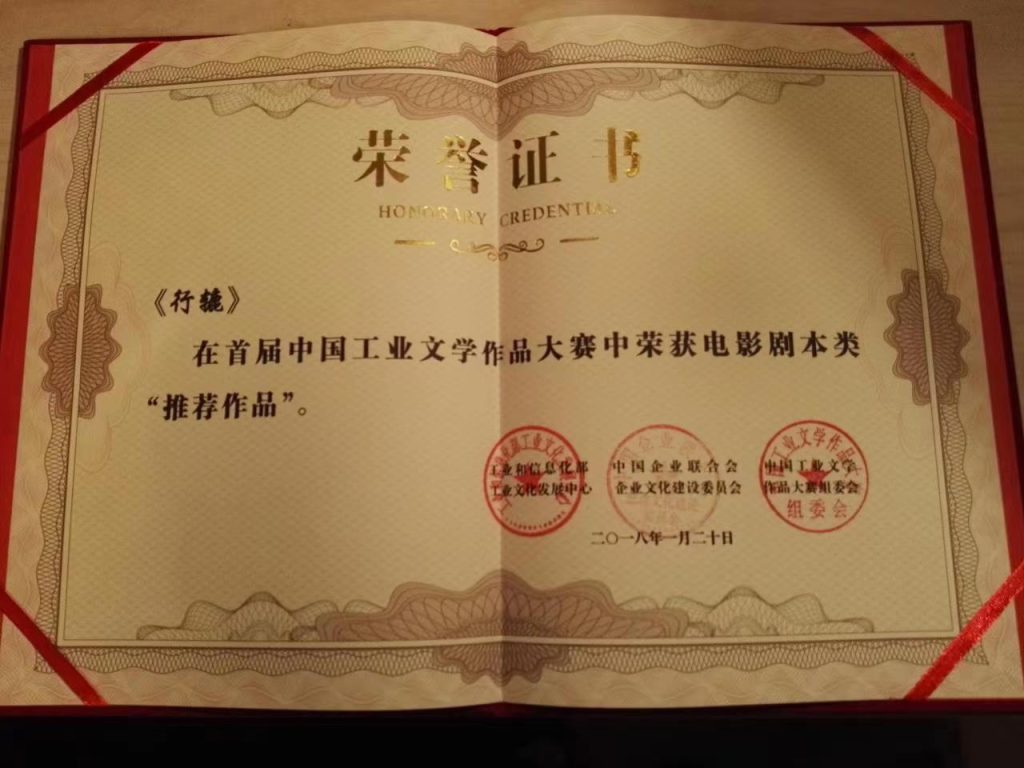 荣誉证书
HONORARY CREDENTIAL
《行辘》
在首届中国工业文学作品大赛中荣获电影剧本类
“推荐作品”。
工业和信息化部 中国企业联合会 中国工业文学
工业文化发展中心 企业文化建设委员会 作品大赛组委会
组委会
二〇一八年一月二十日